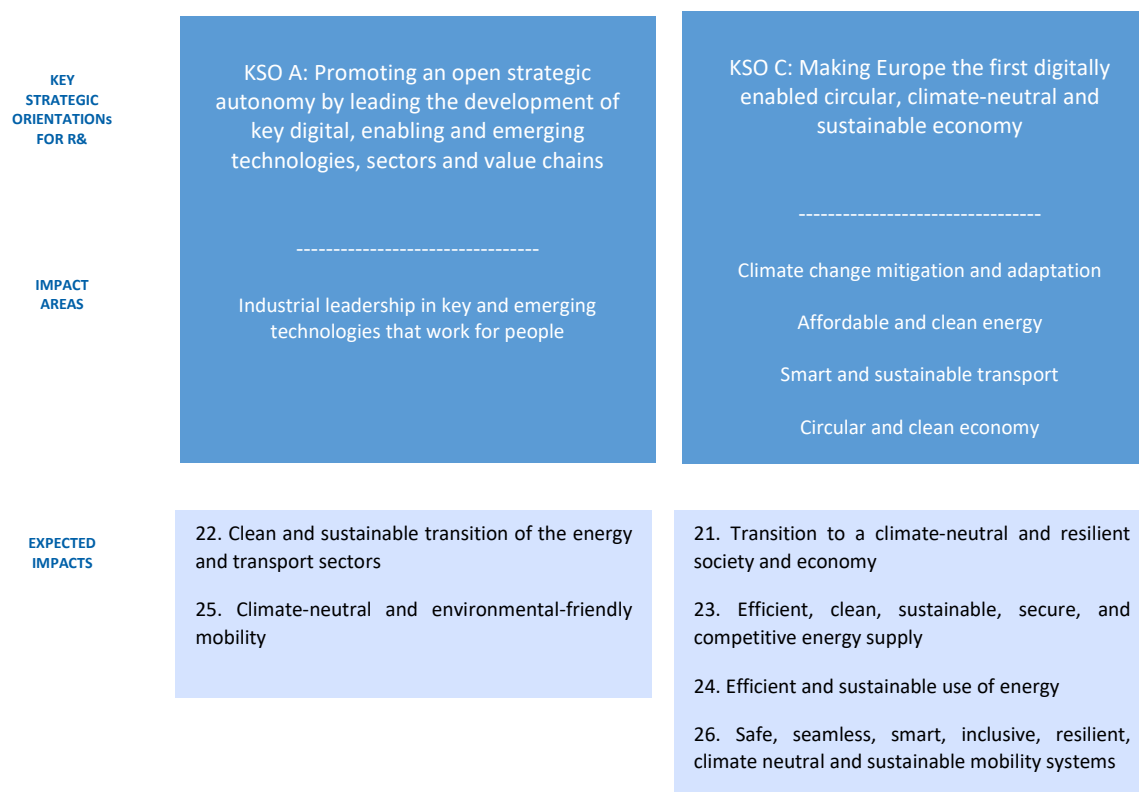 KEY
STRATEGIC
ORIENTATIONs
FOR R&
KSO A: Promoting an open strategic
autonomy by leading the development of
key digital, enabling and emerging
technologies, sectors and value chains
KSO C: Making Europe the first digitally
enabled circular, climate-neutral and
sustainable economy
IMPACT
AREAS
---------------------------------
Industrial leadership in key and emerging
technologies that work for people
---------------------------------
Climate change mitigation and adaptation
Affordable and clean energy
Smart and sustainable transport
Circular and clean economy
EXPECTED
IMPACTS
22. Clean and sustainable transition of the energy
and transport sectors
25. Climate-neutral and environmental-friendly
mobility
21. Transition to a climate-neutral and resilient
society and economy
23. Efficient, clean, sustainable, secure, and
competitive energy supply
24. Efficient and sustainable use of energy
26. Safe, seamless, smart, inclusive, resilient,
climate neutral and sustainable mobility systems